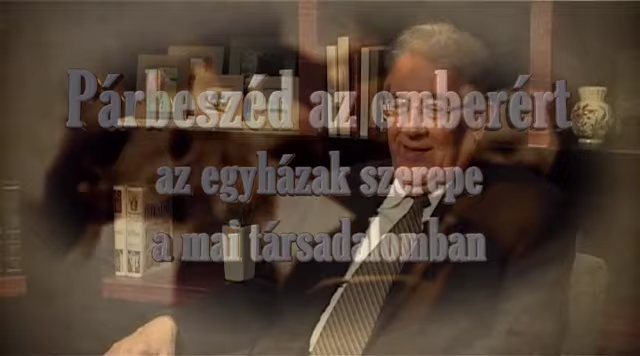 Párbeszéd az emberért
az egyházak szerepe
a mai társadalomban